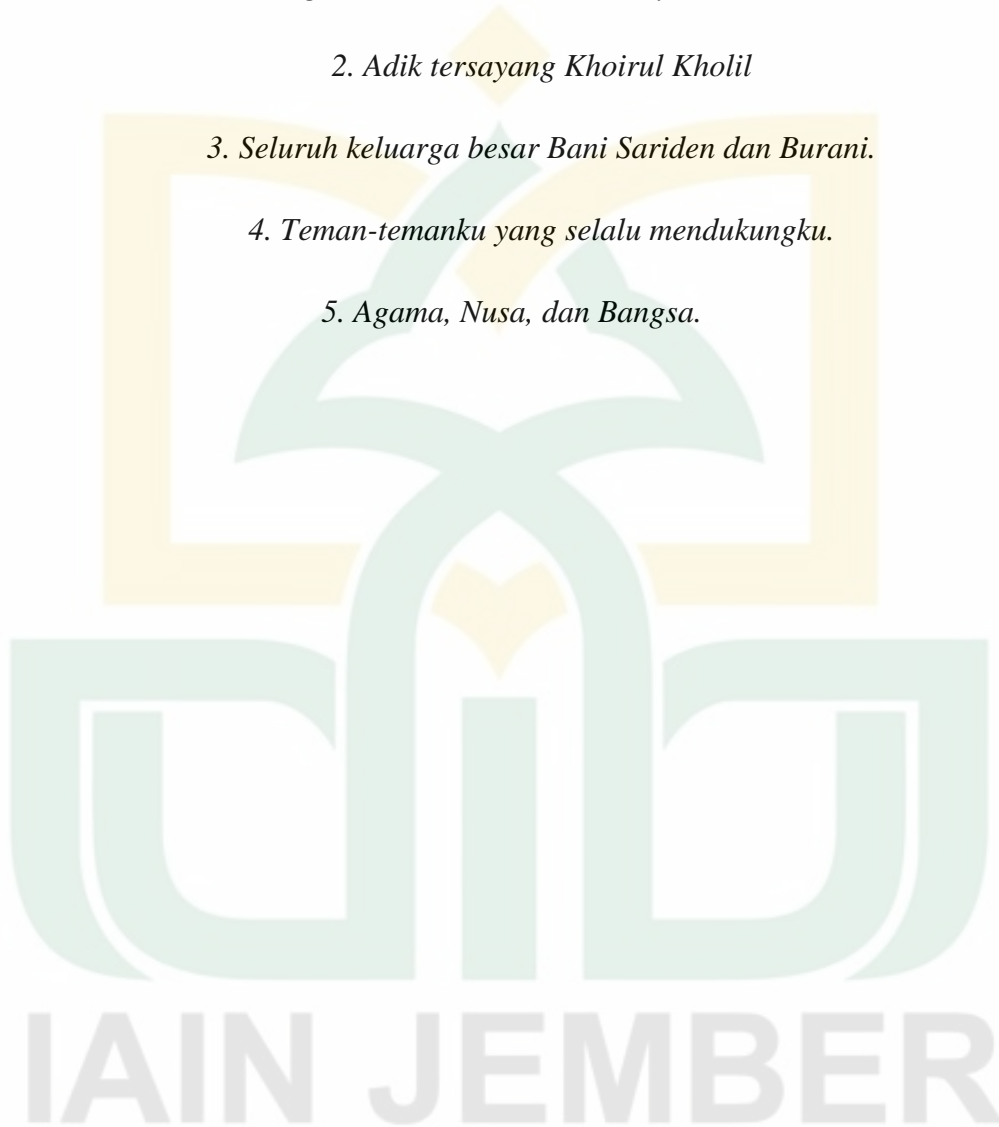 2. Adik tersayang Khoirul Kholil
3. Seluruh keluarga besar Bani Sariden dan Burani.
4. Teman-temanku yang selalu mendukungku.
5. Agama, Nusa, dan Bangsa.
IAIN JEMBER